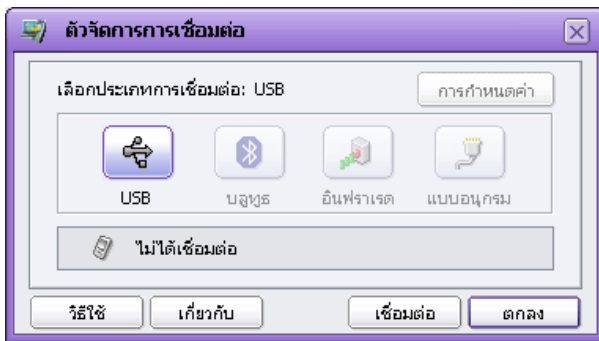 ตัวจัดการการเชื่อมต่อ
เลือกประเภทการเชื่อมต่อ: USB การกำหนดค่า
USB บลูทูธ อินฟราเรด แบบอนุกรม
ไม่ได้เชื่อมต่อ
วิธีใช้ เกี่ยวกับ เชื่อมต่อ ตกลง